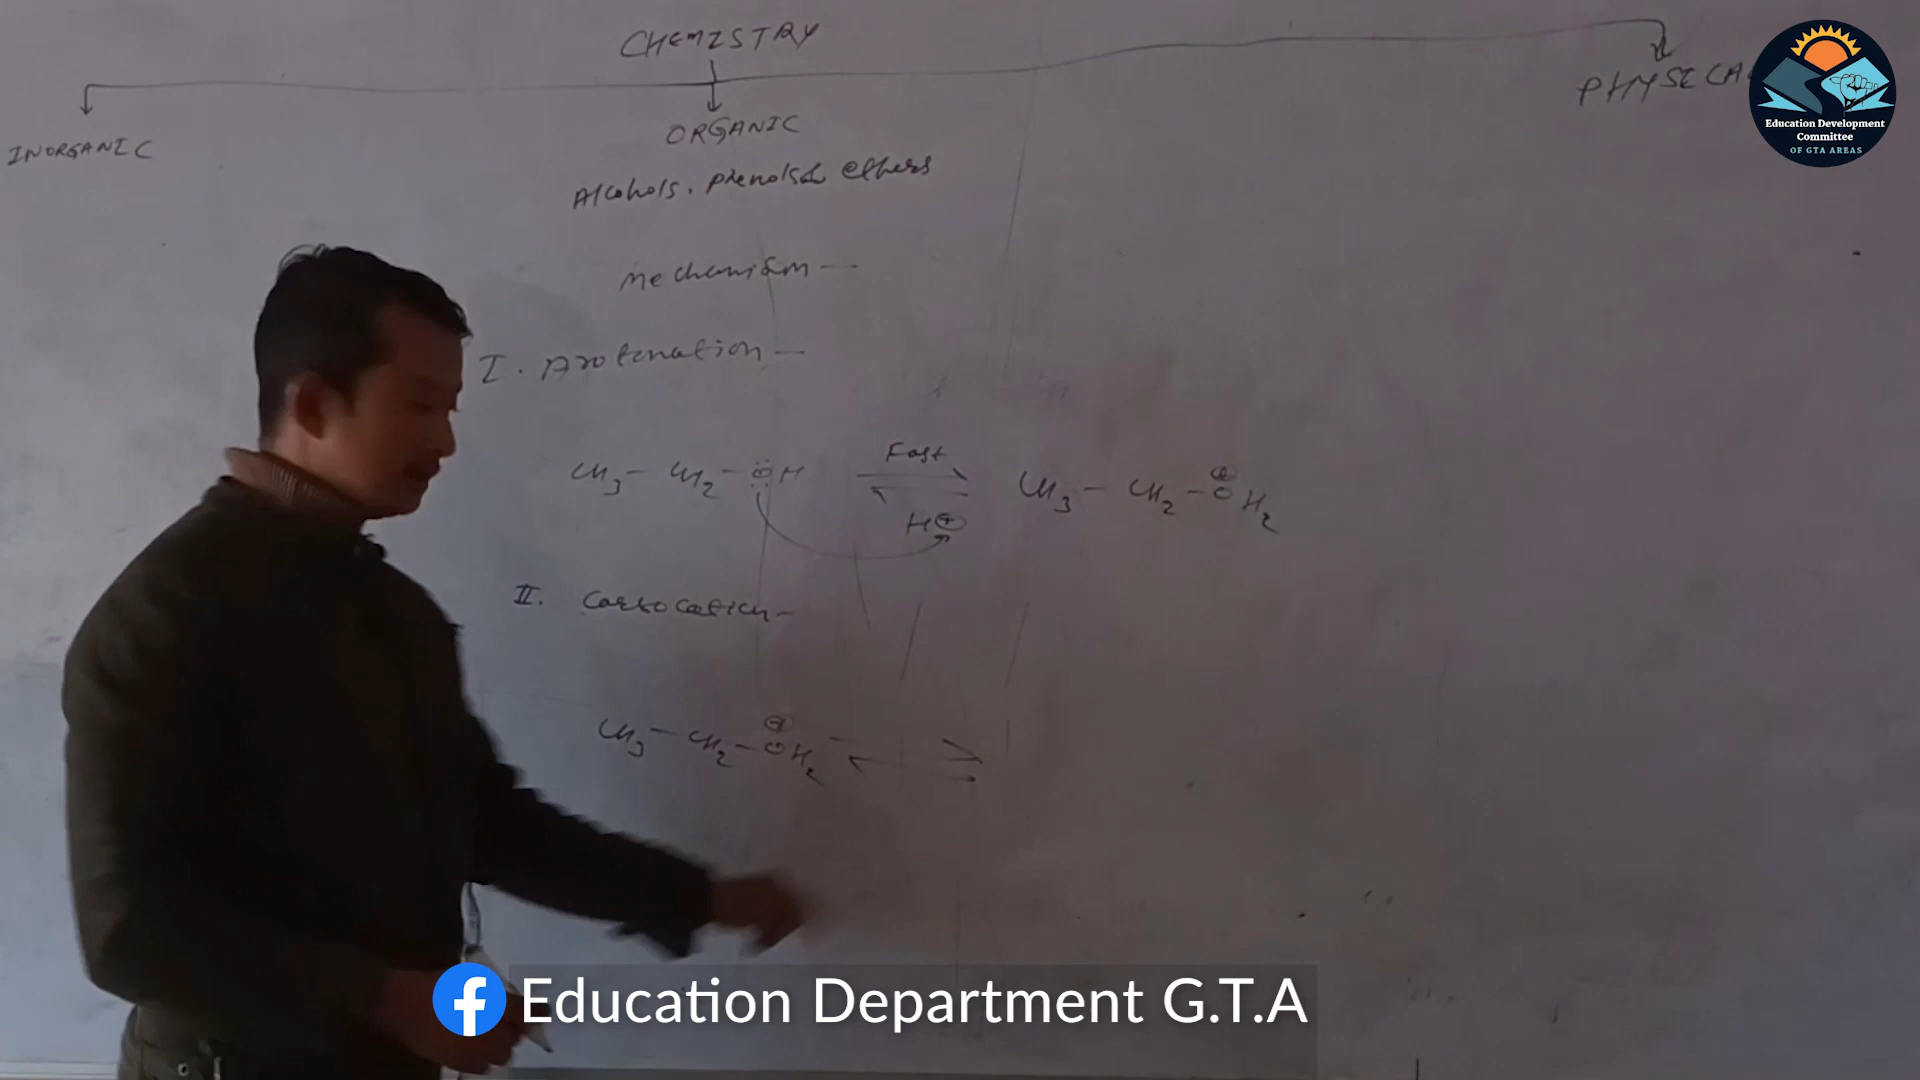 CHEMISTRY
INORGANIC
ORGANIC
PHYSICA
Alcohols, phenols & ethers
Mechanism —
I. Protonation —
CH₃ — CH₂ — ÖH ⇌ CH₃ — CH₂ — O⊕H₂
Fast
H⊕
II. Carbocation —
CH₃ — CH₂ — O⊕H₂ ⇌
Education Development
Committee
OF GTA AREAS
Education Department G.T.A